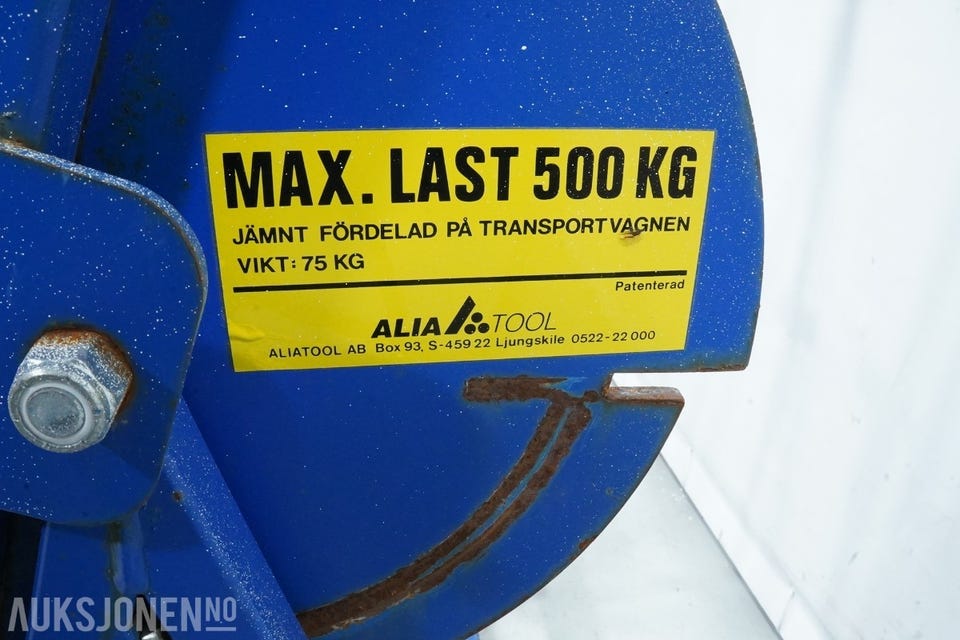 MAX. LAST 500 KG
JÄMNT FÖRDELAD PÅ TRANSPORTVAGNEN
VIKT: 75 KG
Patenterad
ALIA TOOL
ALIATOOL AB Box 93, S-459 22 Ljungskile 0522-22 000
AUKSJONEN NO